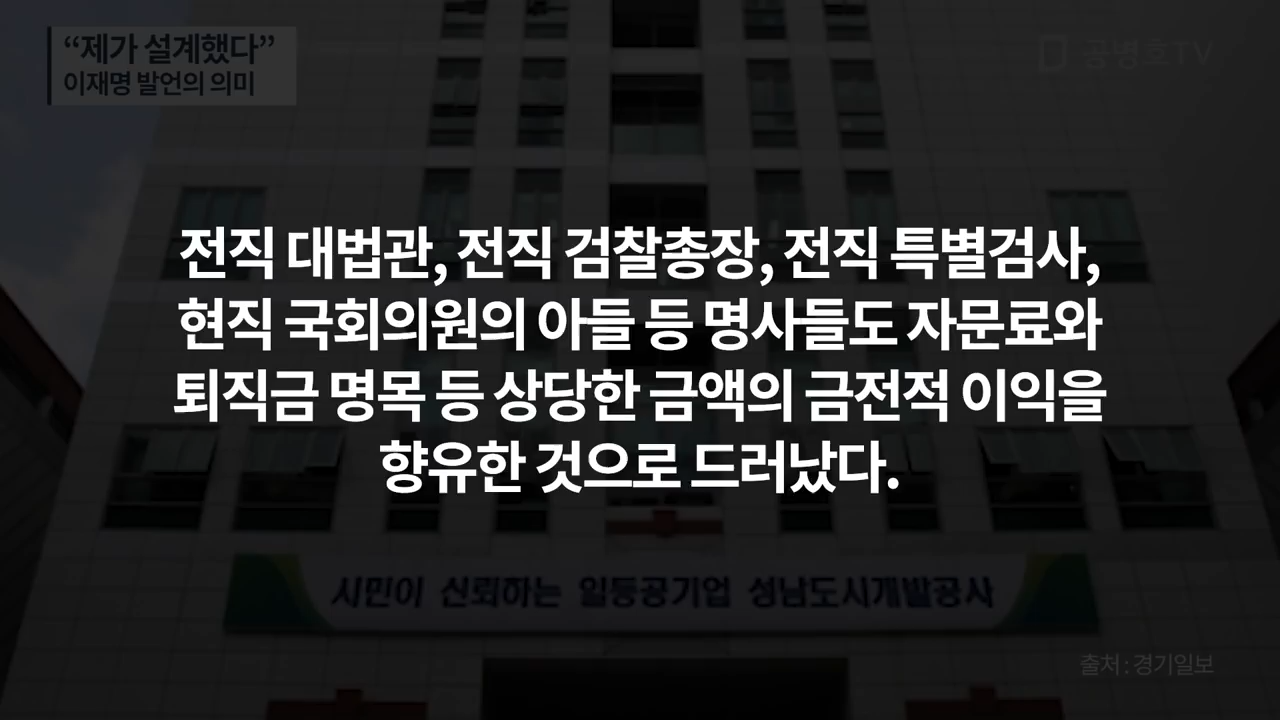 “제가 설계했다”
이재명 발언의 의미
공병호TV
전직 대법관, 전직 검찰총장, 전직 특별검사,
현직 국회의원의 아들 등 명사들도 자문료와
퇴직금 명목 등 상당한 금액의 금전적 이익을
향유한 것으로 드러났다.
시민이 신뢰하는 일등공기업 성남도시개발공사
출처 : 경기일보